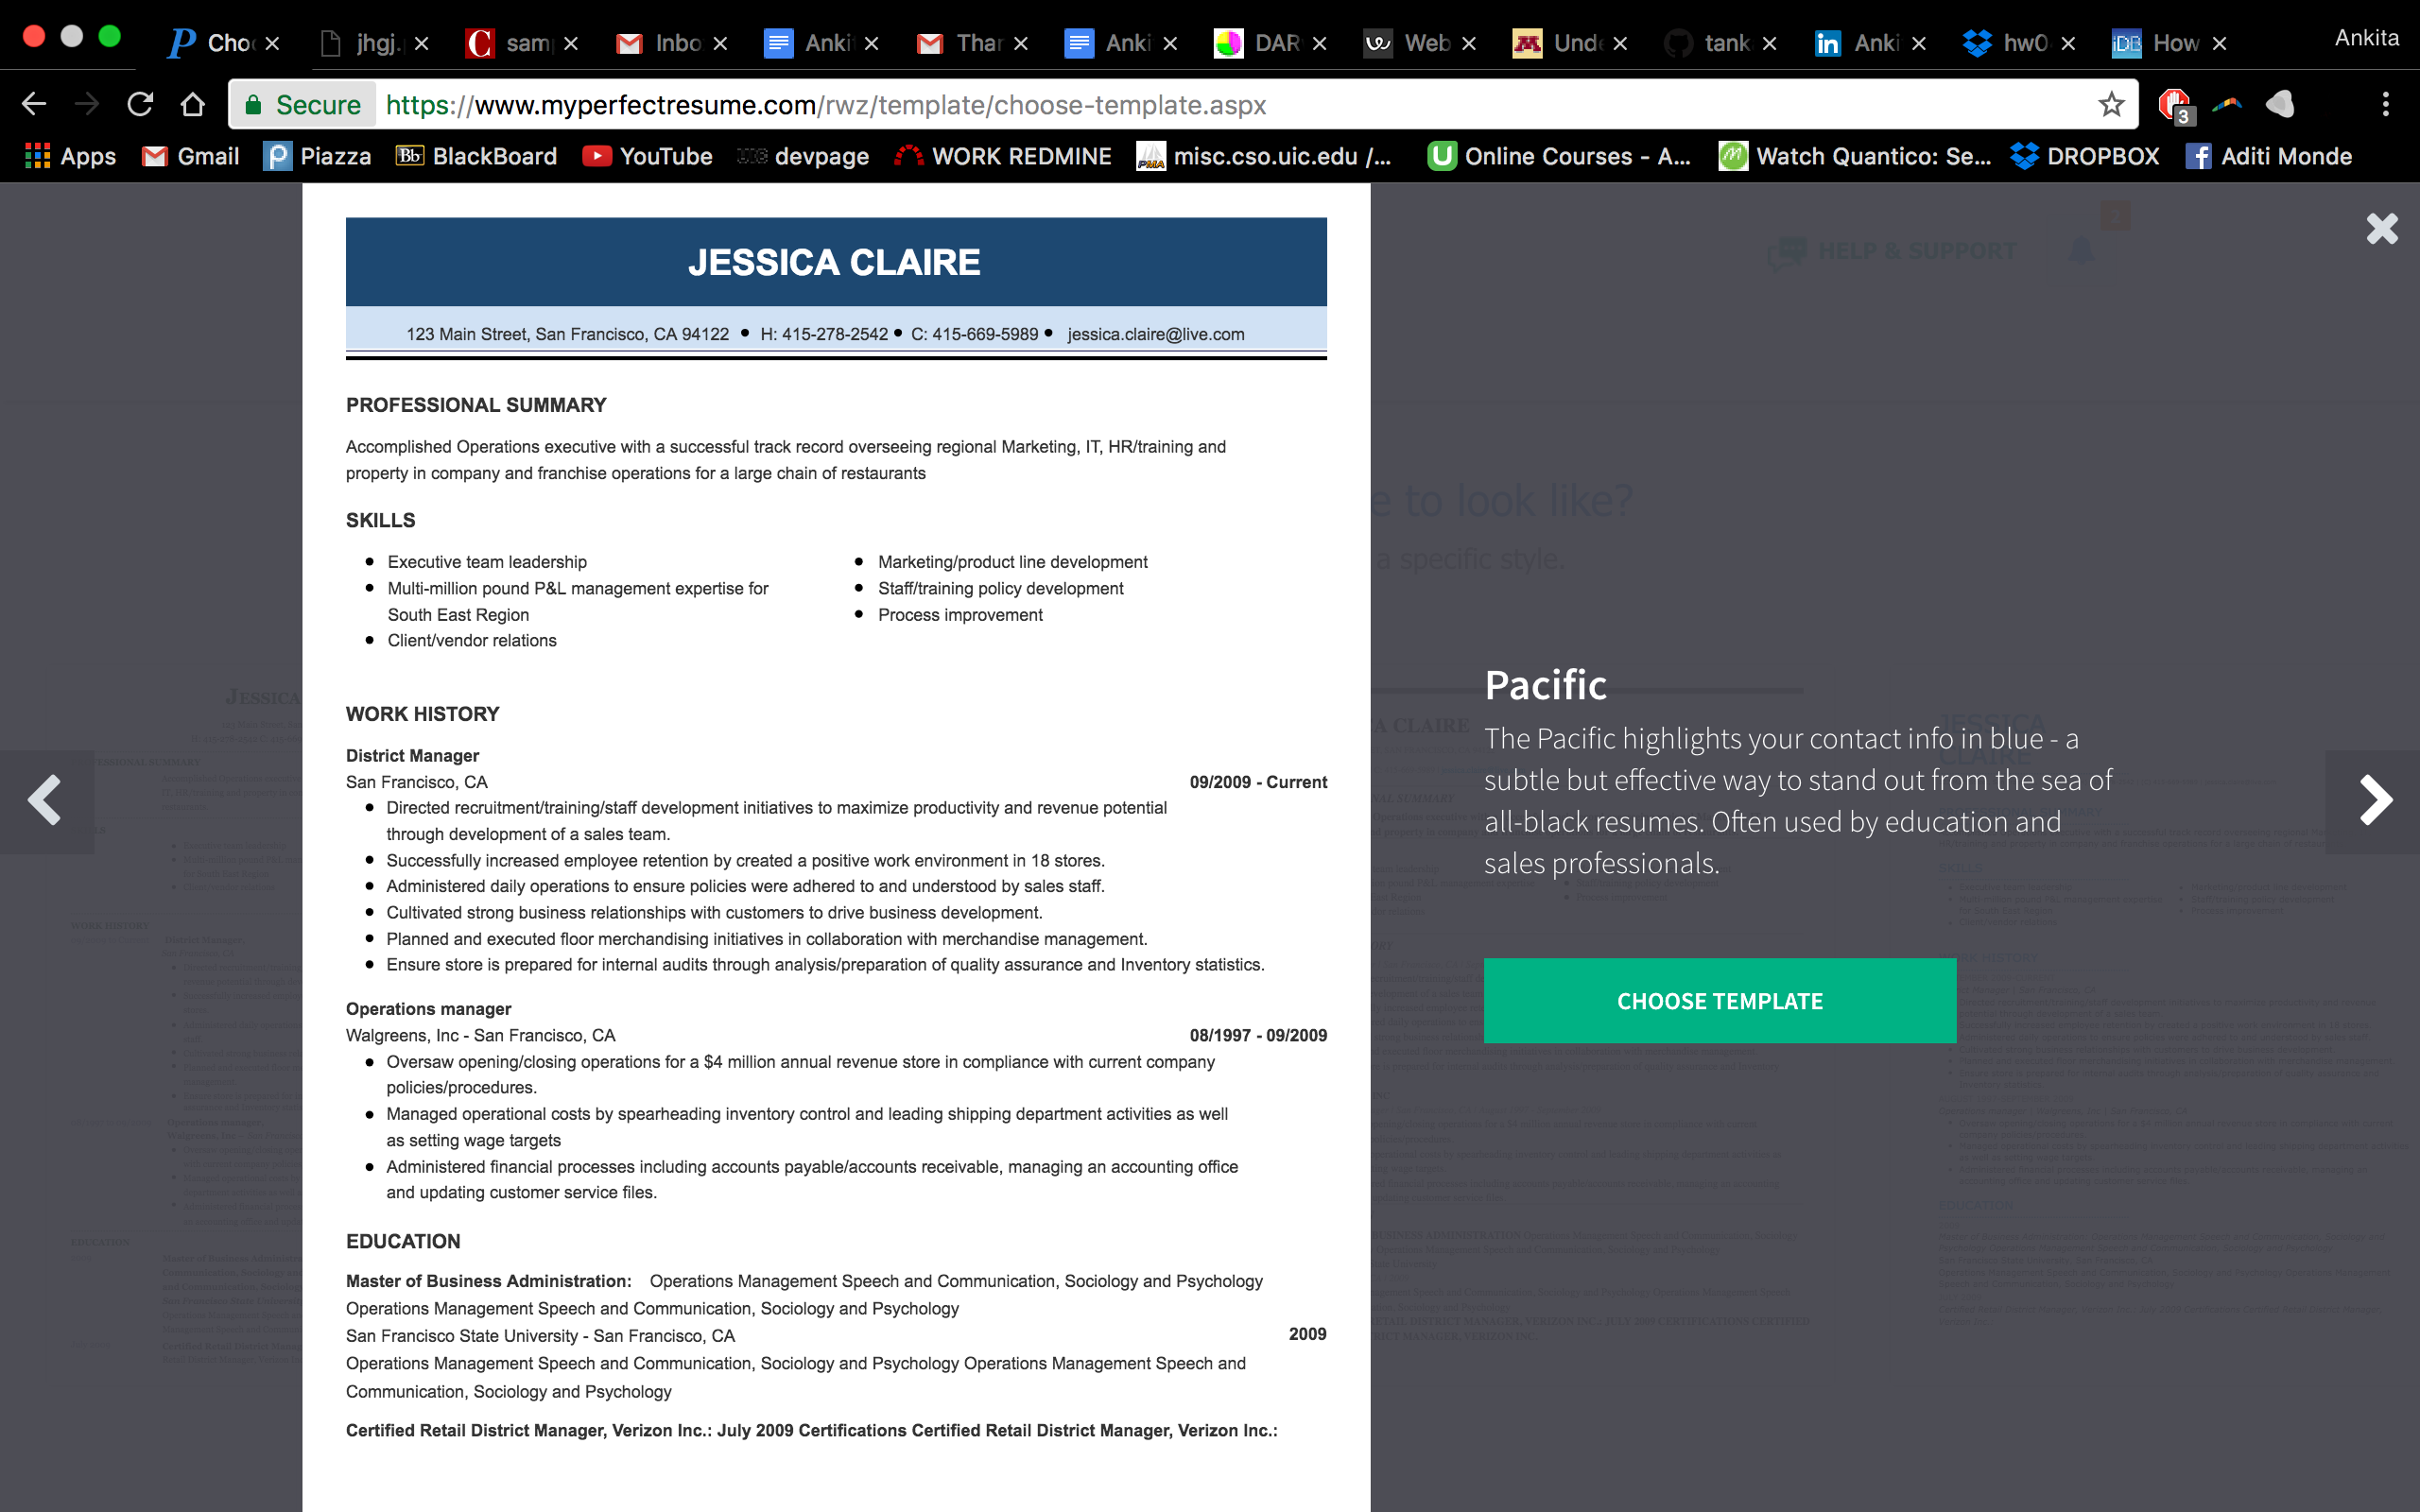 Cho
jhgj.
sam
Inbo
Anki
Thar
Anki
DAR
Web
Und
tank
Anki
hw0
How
Ankita
Secure https://www.myperfectresume.com/rwz/template/choose-template.aspx
3
Apps Gmail Piazza BlackBoard YouTube devpage WORK REDMINE misc.cso.uic.edu /... Online Courses - A... Watch Quantico: Se... DROPBOX Aditi Monde
2
HELP & SUPPORT
JESSICA CLAIRE
123 Main Street, San Francisco, CA 94122 • H: 415-278-2542 • C: 415-669-5989 • jessica.claire@live.com
PROFESSIONAL SUMMARY
Accomplished Operations executive with a successful track record overseeing regional Marketing, IT, HR/training and
property in company and franchise operations for a large chain of restaurants
e to look like?
a specific style.
SKILLS
• Executive team leadership
• Multi-million pound P&L management expertise for
South East Region
• Client/vendor relations
• Marketing/product line development
• Staff/training policy development
• Process improvement
WORK HISTORY
District Manager
San Francisco, CA 09/2009 - Current
• Directed recruitment/training/staff development initiatives to maximize productivity and revenue potential
through development of a sales team.
• Successfully increased employee retention by created a positive work environment in 18 stores.
• Administered daily operations to ensure policies were adhered to and understood by sales staff.
• Cultivated strong business relationships with customers to drive business development.
• Planned and executed floor merchandising initiatives in collaboration with merchandise management.
• Ensure store is prepared for internal audits through analysis/preparation of quality assurance and Inventory statistics.
Operations manager
Walgreens, Inc - San Francisco, CA 08/1997 - 09/2009
• Oversaw opening/closing operations for a $4 million annual revenue store in compliance with current company
policies/procedures.
• Managed operational costs by spearheading inventory control and leading shipping department activities as well
as setting wage targets
• Administered financial processes including accounts payable/accounts receivable, managing an accounting office
and updating customer service files.
EDUCATION
Master of Business Administration: Operations Management Speech and Communication, Sociology and Psychology
Operations Management Speech and Communication, Sociology and Psychology
San Francisco State University - San Francisco, CA 2009
Operations Management Speech and Communication, Sociology and Psychology Operations Management Speech and
Communication, Sociology and Psychology
Certified Retail District Manager, Verizon Inc.: July 2009 Certifications Certified Retail District Manager, Verizon Inc.:
Pacific
The Pacific highlights your contact info in blue - a
subtle but effective way to stand out from the sea of
all-black resumes. Often used by education and
sales professionals.
CHOOSE TEMPLATE